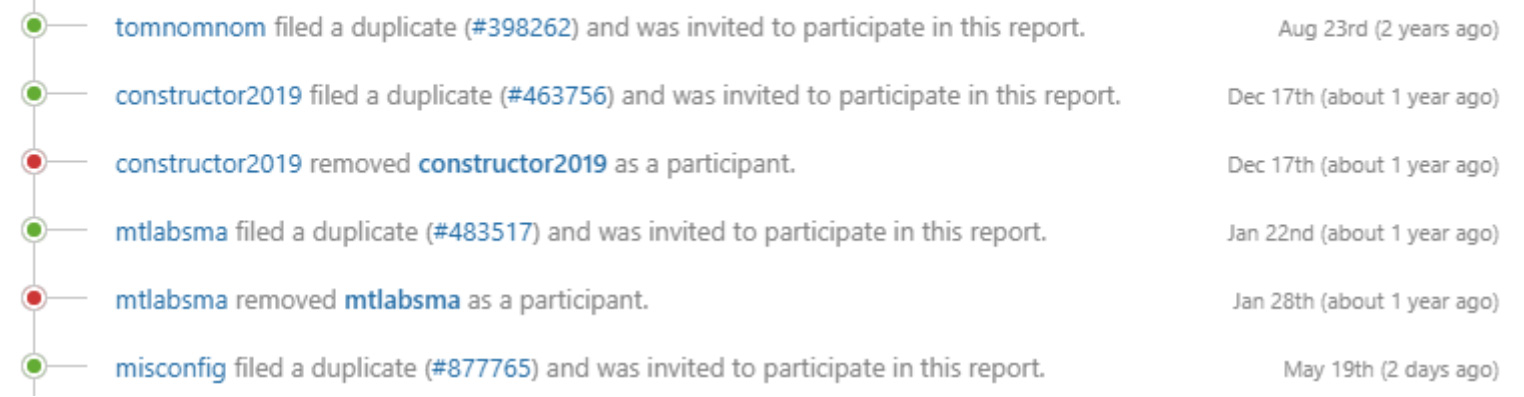 tomnomnom filed a duplicate (#398262) and was invited to participate in this report. Aug 23rd (2 years ago)
constructor2019 filed a duplicate (#463756) and was invited to participate in this report. Dec 17th (about 1 year ago)
constructor2019 removed constructor2019 as a participant. Dec 17th (about 1 year ago)
mtlabsma filed a duplicate (#483517) and was invited to participate in this report. Jan 22nd (about 1 year ago)
mtlabsma removed mtlabsma as a participant. Jan 28th (about 1 year ago)
misconfig filed a duplicate (#877765) and was invited to participate in this report. May 19th (2 days ago)